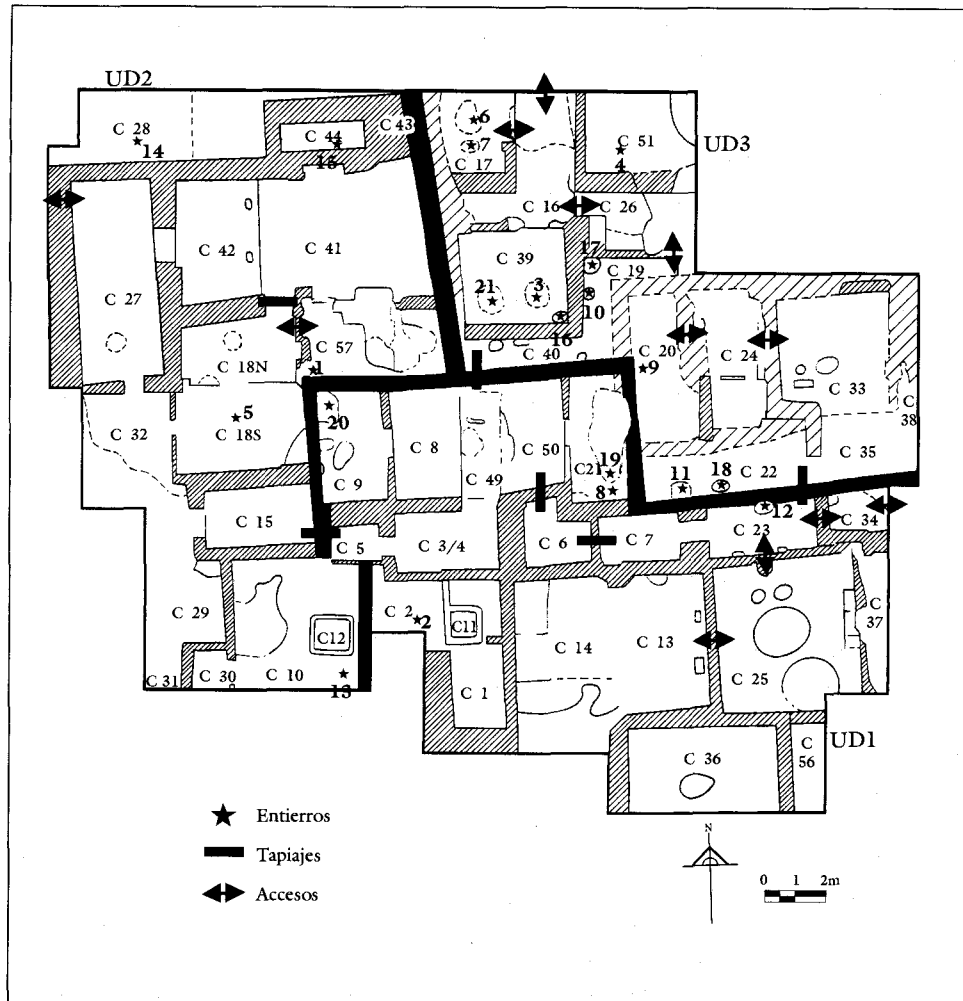 UD2
C 28
14
C 44
15
C 43
6
7
C 17
C 51
4
UD3
C 16
C 26
C 42
C 41
C 39
17
C 19
C 27
21
3
10
16
C 40
C 20
C 24
C 57
C 18N
1
9
C 33
C 38
5
C 18S
20
C 32
C 8
C 50
C 35
C 9
C 49
C21
19
8
11
18
C 22
12
C 15
C 5
C 3/4
C 6
C 7
C 23
C 34
C 29
C 2
2
C11
C12
C 14
C 13
C 37
C 31
C 30
C 10
13
C 1
C 25
UD1
C 36
C 56
Entierros
Tapiajes
Accesos
N
0 1 2m